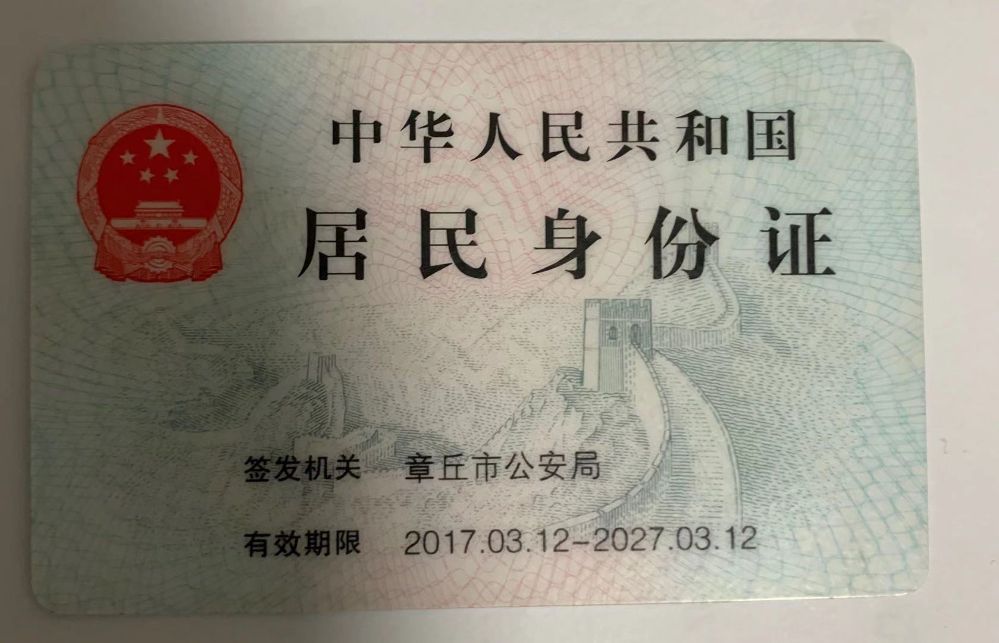 中华人民共和国
居民身份证
签发机关 章丘市公安局
有效期限 2017.03.12-2027.03.12